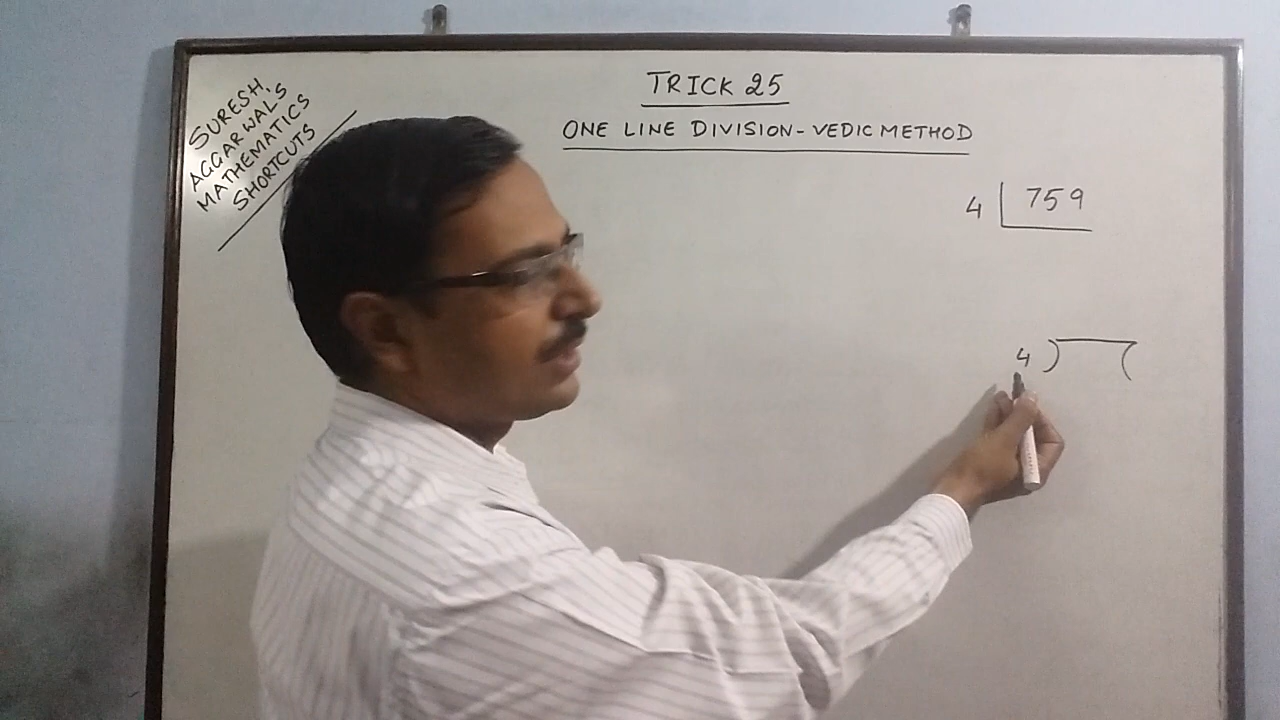 SURESH
AGGARWAL'S
MATHEMATICS
SHORTCUTS
TRICK 25
ONE LINE DIVISION - VEDIC METHOD
4 759
4